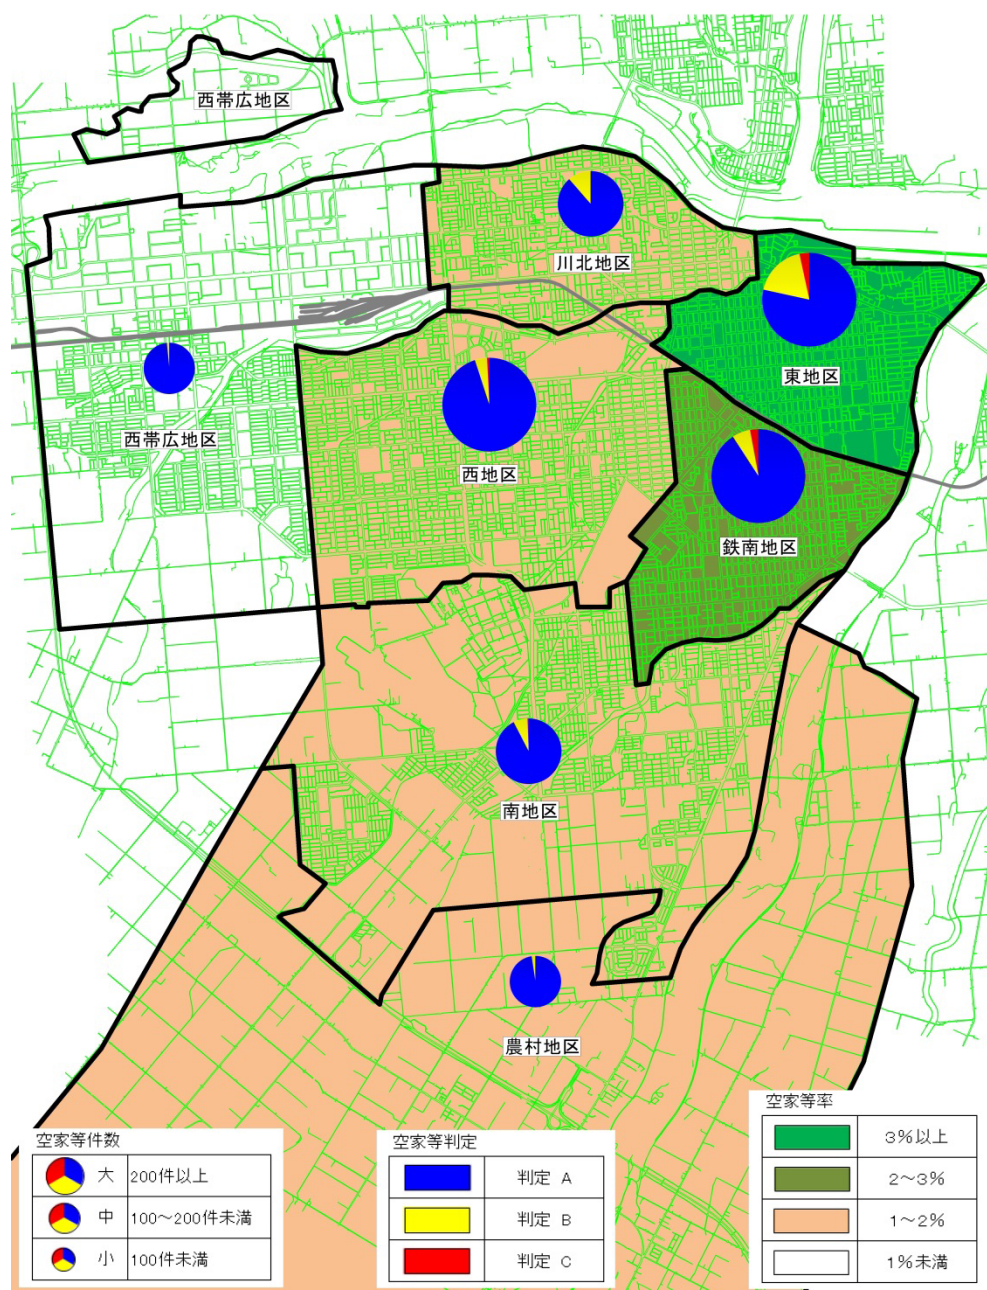 西帯広地区
川北地区
東地区
西帯広地区
西地区
鉄南地区
南地区
農村地区
空家等件数
大 200件以上
中 100～200件未満
小 100件未満
空家等判定
判定 A
判定 B
判定 C
空家等率
3％以上
2～3％
1～2％
1％未満